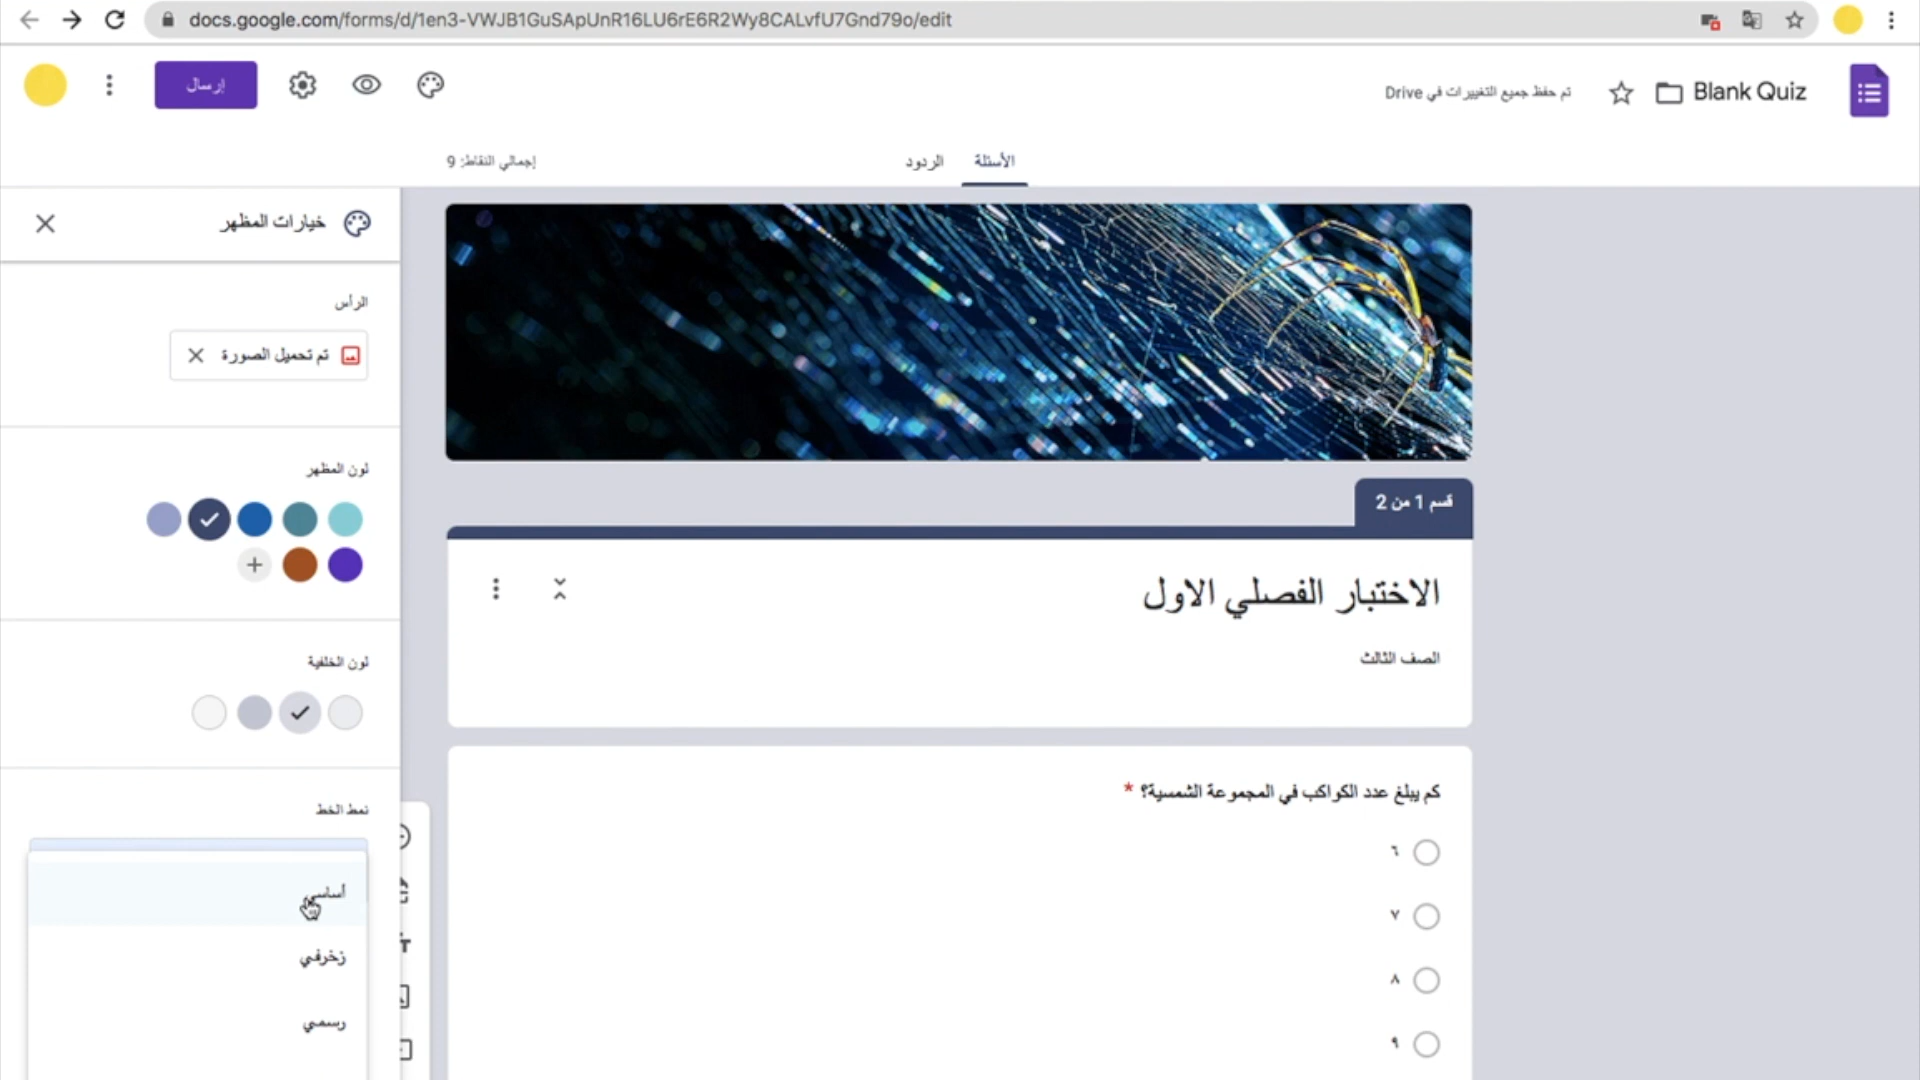 docs.google.com/forms/d/1en3-VWJB1GuSApUnR16LU6rE6R2Wy8CALvfU7Gnd79o/edit
Blank Quiz
تم حفظ جميع التغييرات في Drive
إرسال
الأسئلة
الردود
إجمالي النقاط: 9
خيارات المظهر
الرأس
تم تحميل الصورة
لون المظهر
لون الخلفية
نمط الخط
أساسي
زخرفي
رسمي
قسم 1 من 2
الاختبار الفصلي الاول
الصف الثالث
كم يبلغ عدد الكواكب في المجموعة الشمسية؟ *
٦
٧
٨
٩